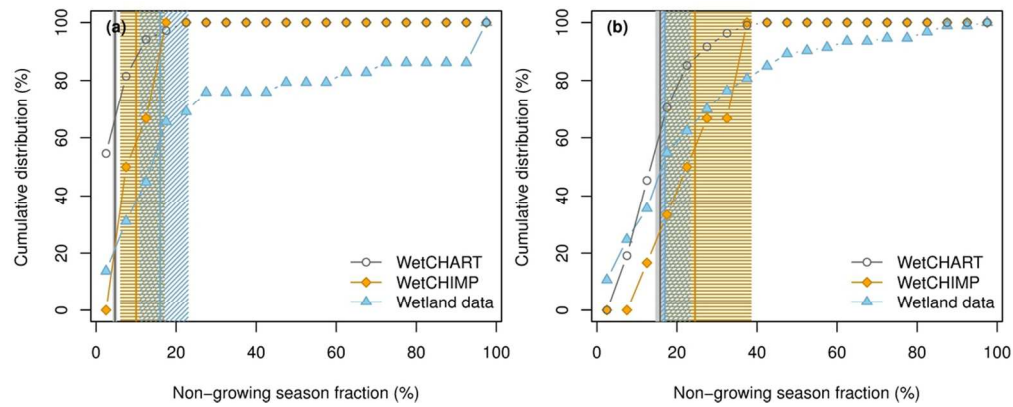 (a)
Cumulative distribution (%)
0 20 40 60 80 100
WetCHART
WetCHIMP
Wetland data
0 20 40 60 80 100
Non−growing season fraction (%)
(b)
Cumulative distribution (%)
0 20 40 60 80 100
WetCHART
WetCHIMP
Wetland data
0 20 40 60 80 100
Non−growing season fraction (%)